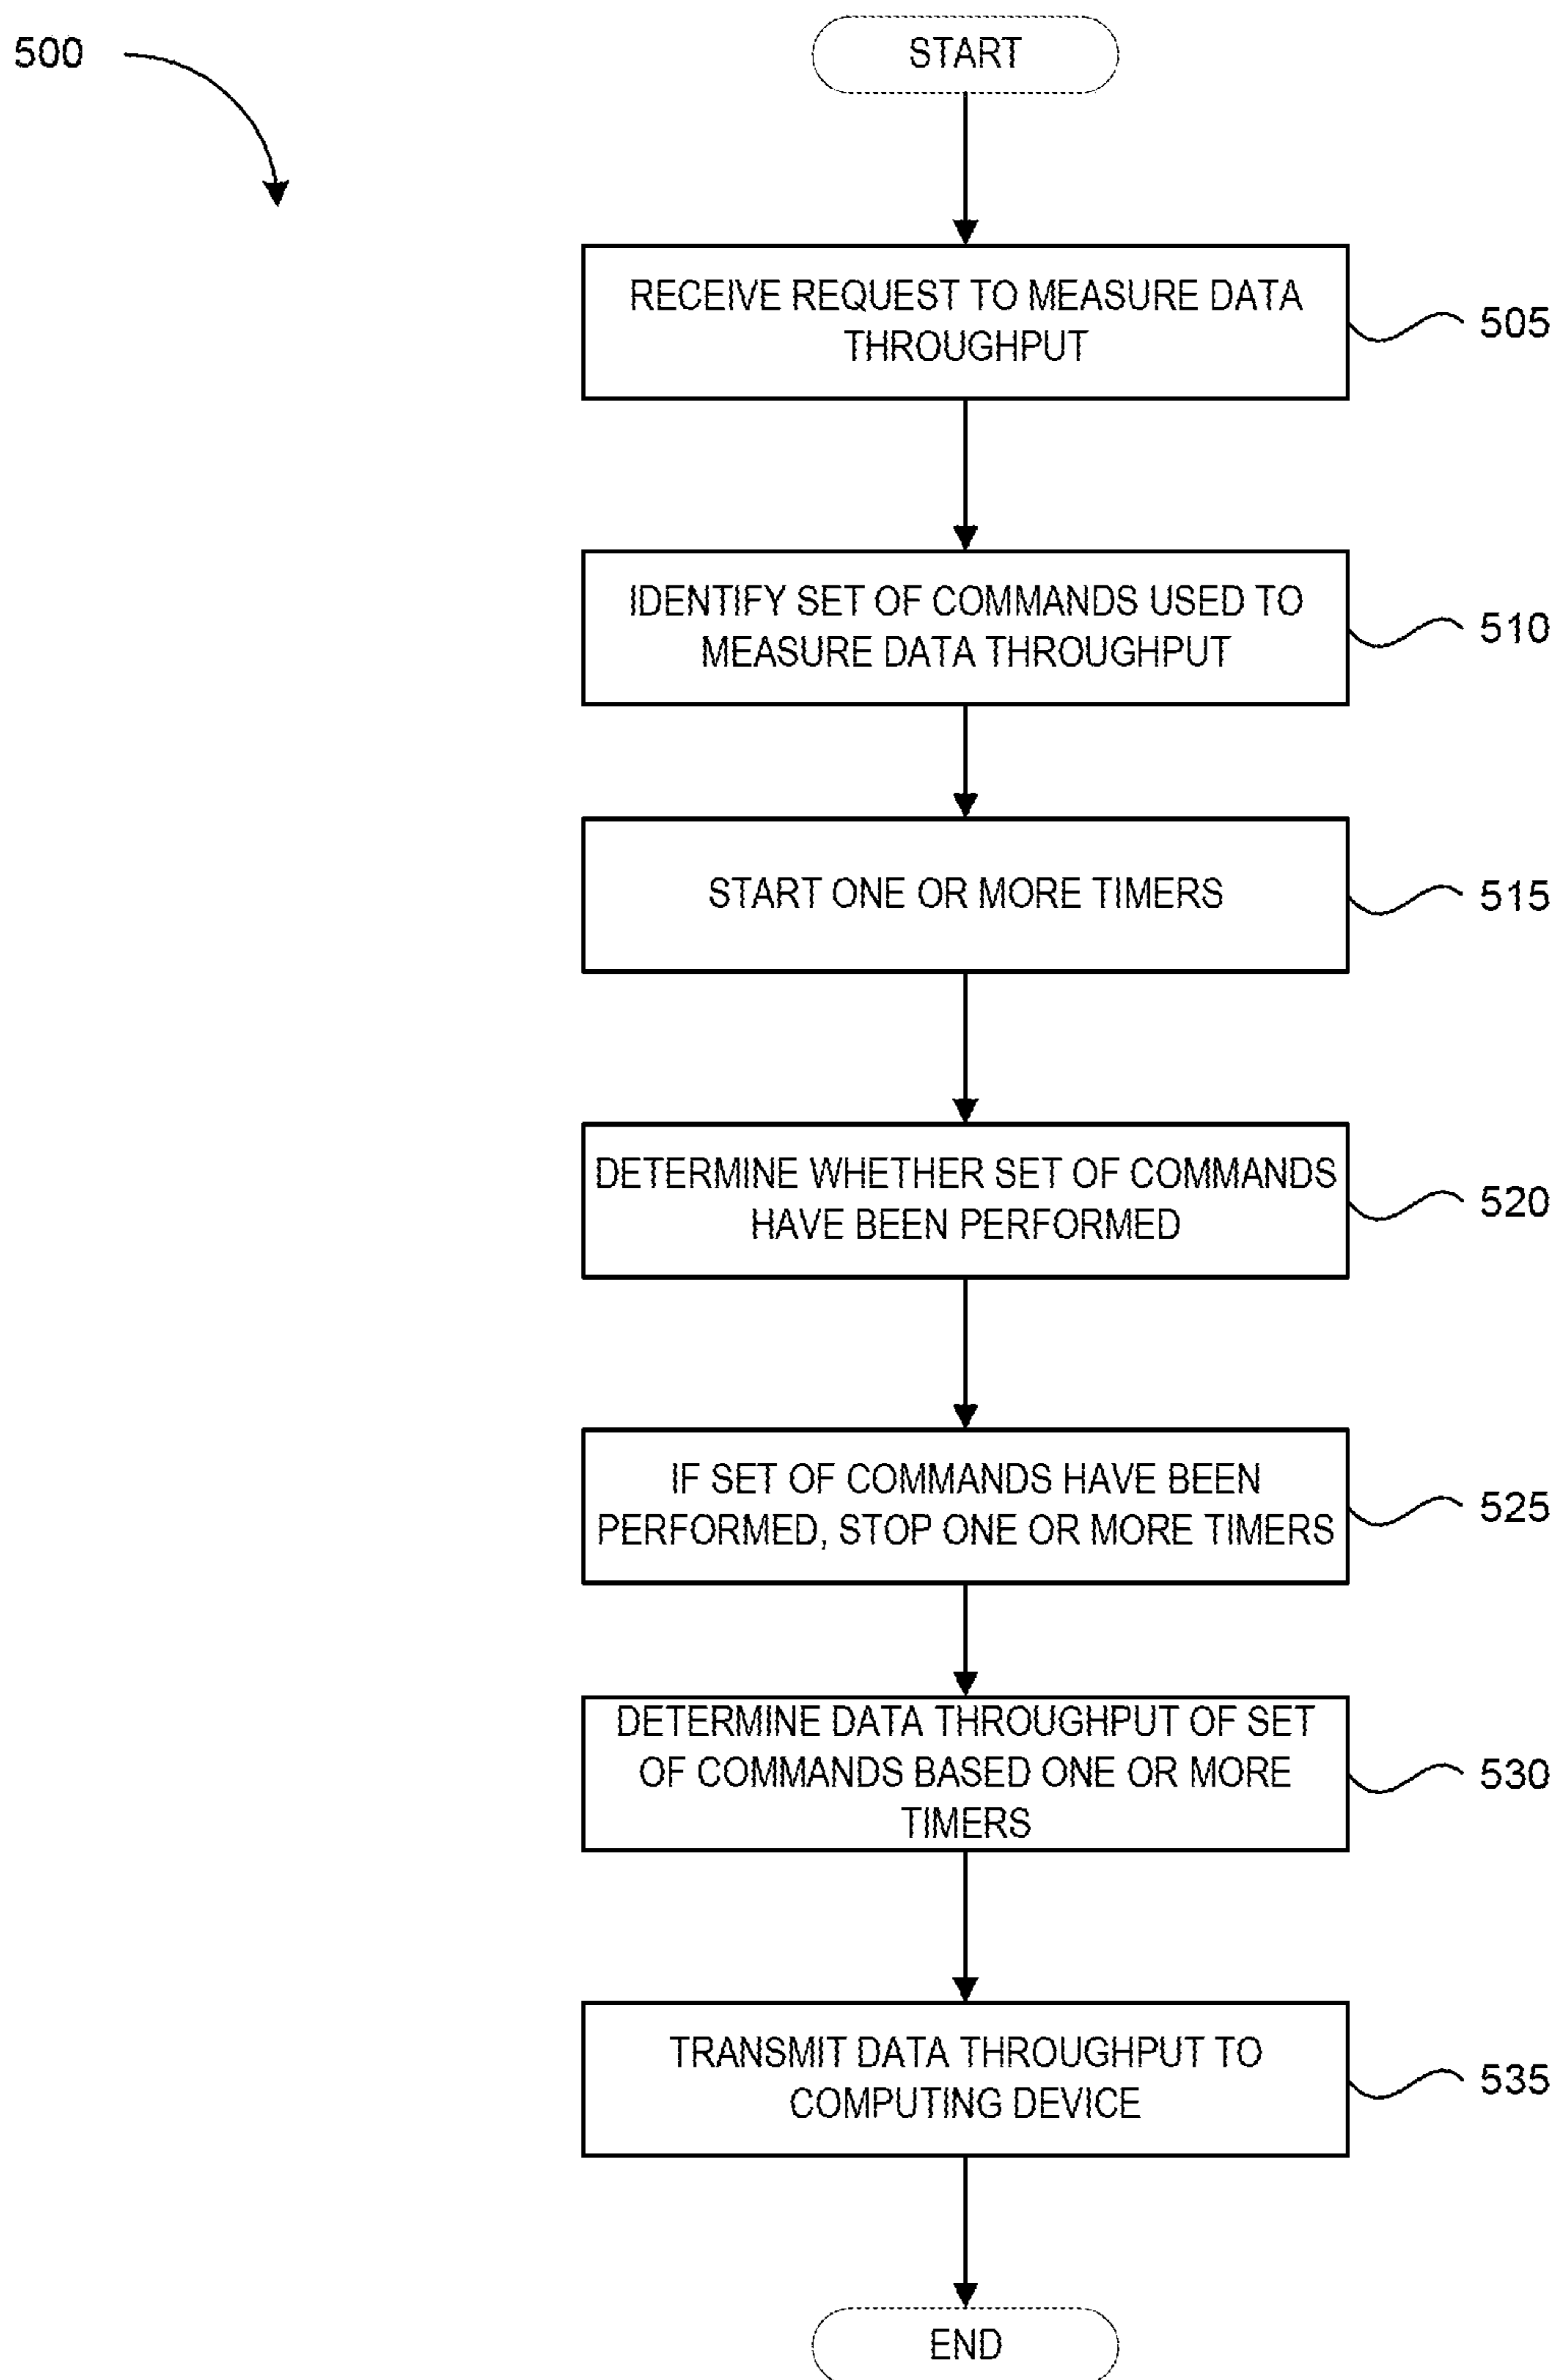 500
START
RECEIVE REQUEST TO MEASURE DATA
THROUGHPUT
505
IDENTIFY SET OF COMMANDS USED TO
MEASURE DATA THROUGHPUT
510
START ONE OR MORE TIMERS
515
DETERMINE WHETHER SET OF COMMANDS
HAVE BEEN PERFORMED
520
IF SET OF COMMANDS HAVE BEEN
PERFORMED, STOP ONE OR MORE TIMERS
525
DETERMINE DATA THROUGHPUT OF SET
OF COMMANDS BASED ONE OR MORE
TIMERS
530
TRANSMIT DATA THROUGHPUT TO
COMPUTING DEVICE
535
END